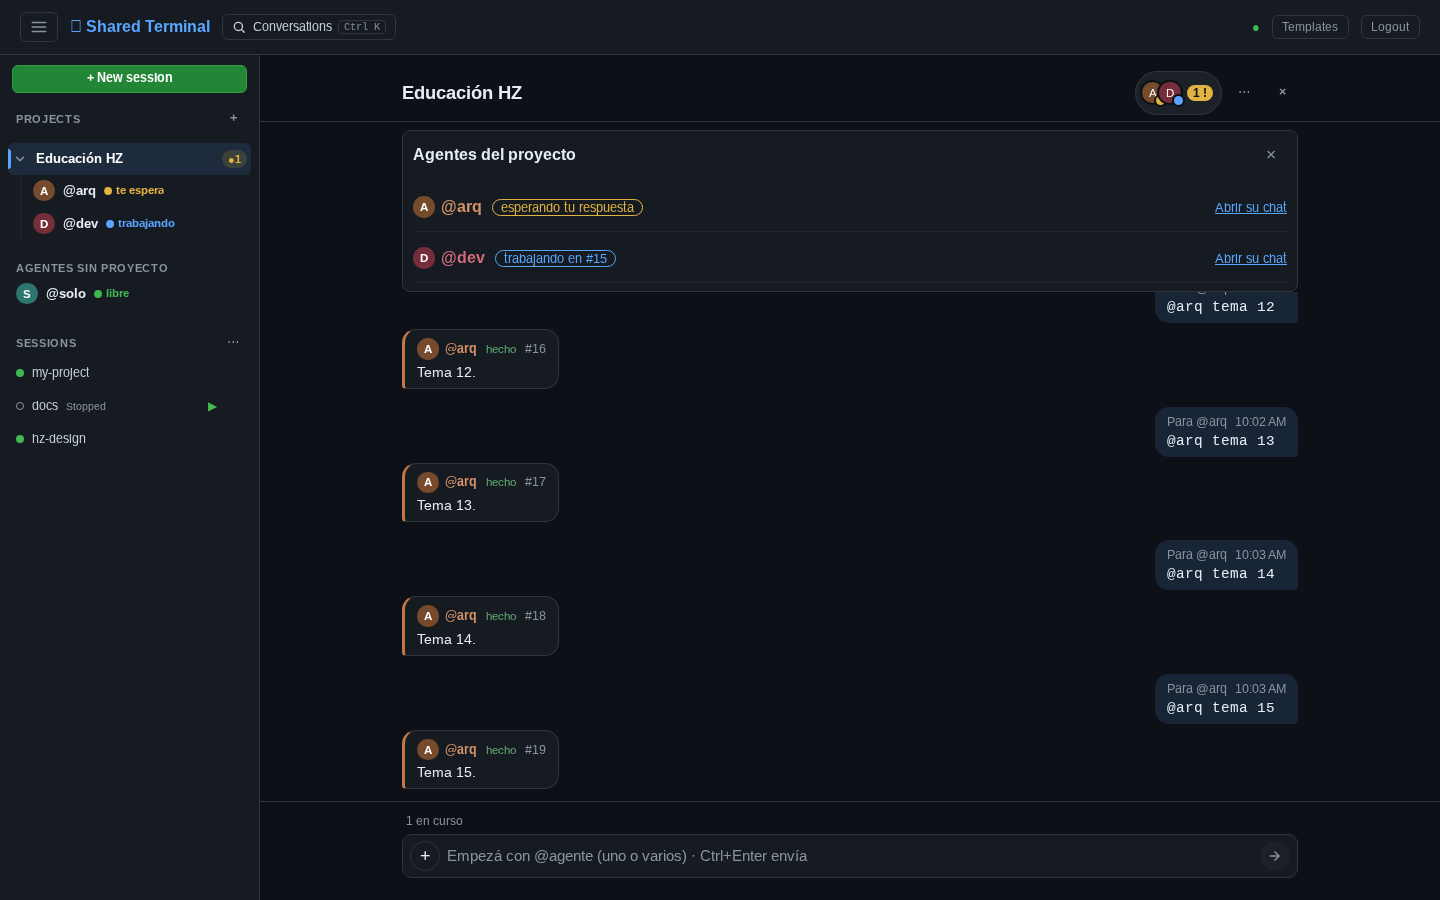 Shared Terminal
Conversations Ctrl K
Templates
Logout
+ New session
PROJECTS +
Educación HZ ●1
A @arq te espera
D @dev trabajando
AGENTES SIN PROYECTO
S @solo libre
SESSIONS ...
my-project
docs Stopped
hz-design
Educación HZ
A D 1 ! ... ×
Agentes del proyecto ×
A @arq esperando tu respuesta Abrir su chat
D @dev trabajando en #15 Abrir su chat
@arq tema 12
A @arq hecho #16
Tema 12.
Para @arq 10:02 AM
@arq tema 13
A @arq hecho #17
Tema 13.
Para @arq 10:03 AM
@arq tema 14
A @arq hecho #18
Tema 14.
Para @arq 10:03 AM
@arq tema 15
A @arq hecho #19
Tema 15.
1 en curso
+ Empezá con @agente (uno o varios) · Ctrl+Enter envía